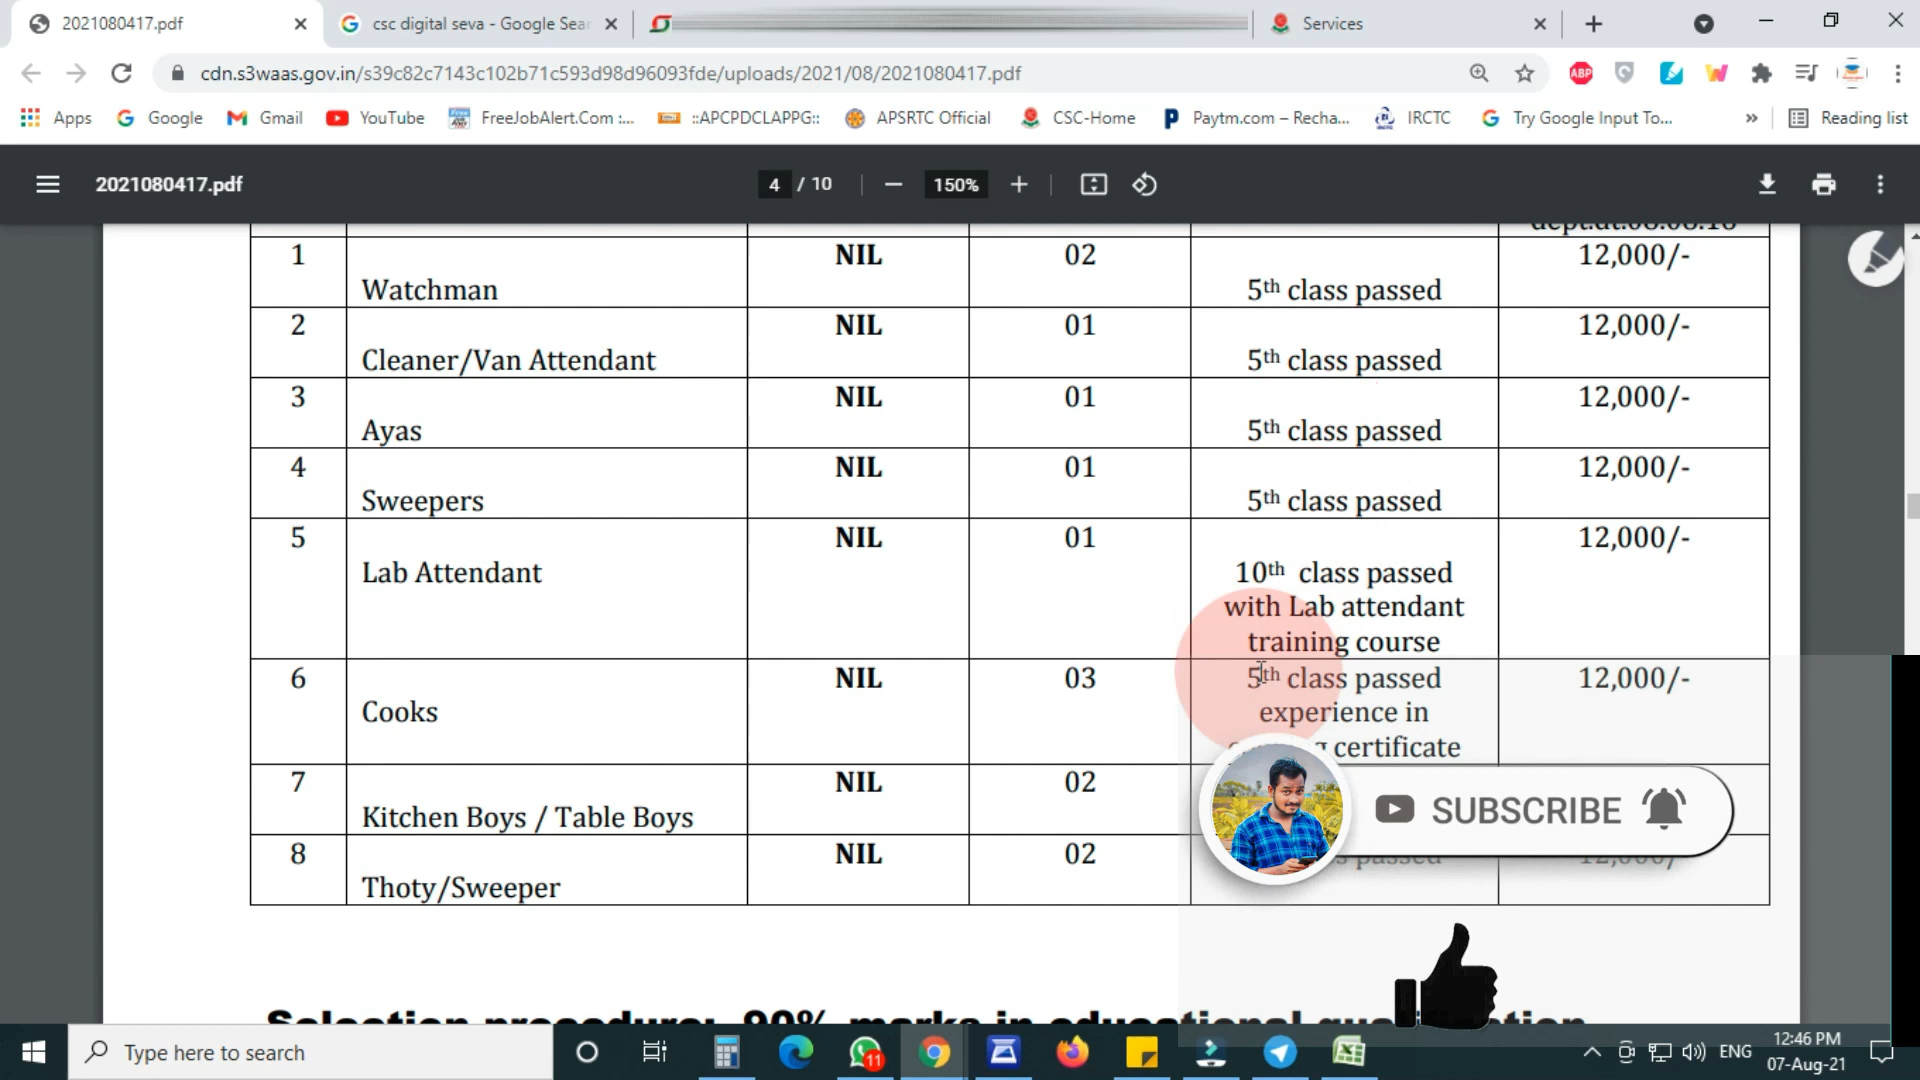 2021080417.pdf
csc digital seva - Google Sear
Services
cdn.s3waas.gov.in/s39c82c7143c102b71c593d98d96093fde/uploads/2021/08/2021080417.pdf
ABP
Apps
Google
Gmail
YouTube
FreeJobAlert.Com :...
::APCPDCLAPPG::
APSRTC Official
CSC-Home
Paytm.com – Recha...
IRCTC
Try Google Input To...
»
Reading list
2021080417.pdf
4 / 10
150%
dept.dt.08.08.16
1 Watchman NIL 02 5th class passed 12,000/-
2 Cleaner/Van Attendant NIL 01 5th class passed 12,000/-
3 Ayas NIL 01 5th class passed 12,000/-
4 Sweepers NIL 01 5th class passed 12,000/-
5 Lab Attendant NIL 01 10th class passed 12,000/-
with Lab attendant
training course
6 Cooks NIL 03 5th class passed 12,000/-
experience in
certificate
7 Kitchen Boys / Table Boys NIL 02
8 Thoty/Sweeper NIL 02 passed 12,000/-
SUBSCRIBE
Selection procedure: 90% marks in educational qualification
Type here to search
11
ENG
12:46 PM
07-Aug-21